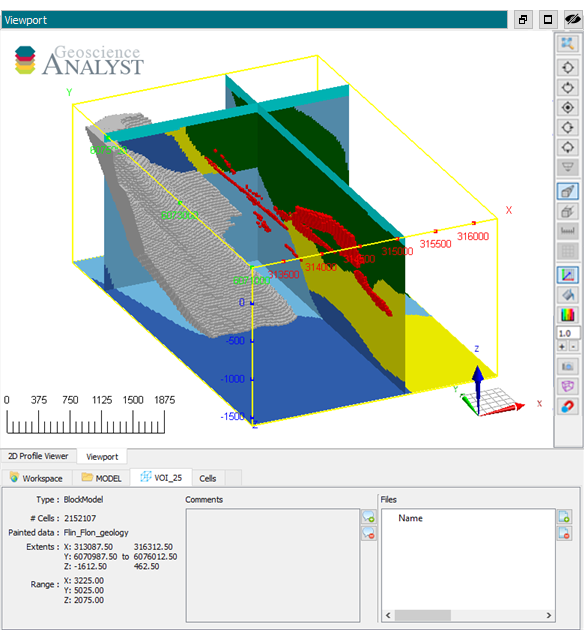 Viewport
Geoscience
ANALYST
Y
X
316000
315500
315000
314000
313500
0
-500
-1000
-1500
Z
Z
Y
X
0 375 750 1125 1500 1875
1.0
+ -
2D Profile Viewer Viewport
Workspace MODEL VOI_25 Cells
Type : BlockModel Comments Files
# Cells : 2152107 Name
Painted data : Flin_Flon_geology
Extents : X: 313087.50 316312.50
Y: 6070987.50 to 6076012.50
Z: -1612.50 462.50
Range : X: 3225.00
Y: 5025.00
Z: 2075.00